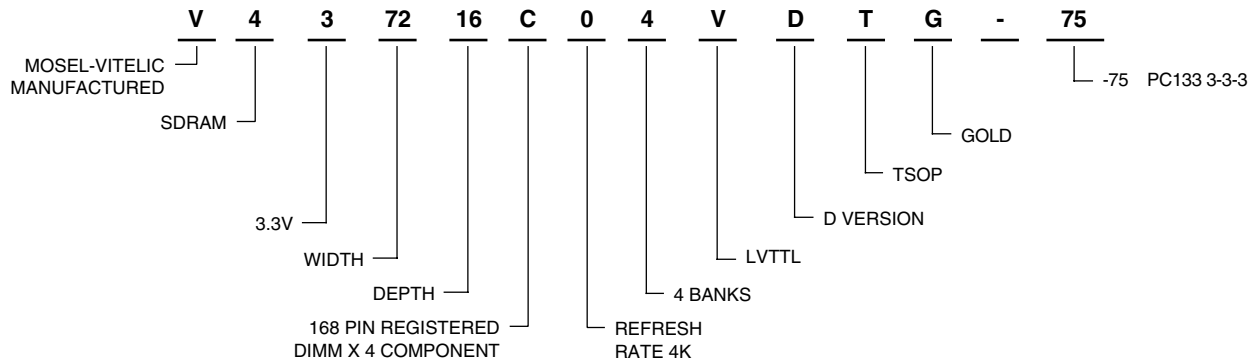 V 4 3 72 16 C 0 4 V D T G - 75
MOSEL-VITELIC
MANUFACTURED
-75 PC133 3-3-3
SDRAM
GOLD
TSOP
D VERSION
3.3V
WIDTH
LVTTL
DEPTH
4 BANKS
168 PIN REGISTERED
DIMM X 4 COMPONENT
REFRESH
RATE 4K